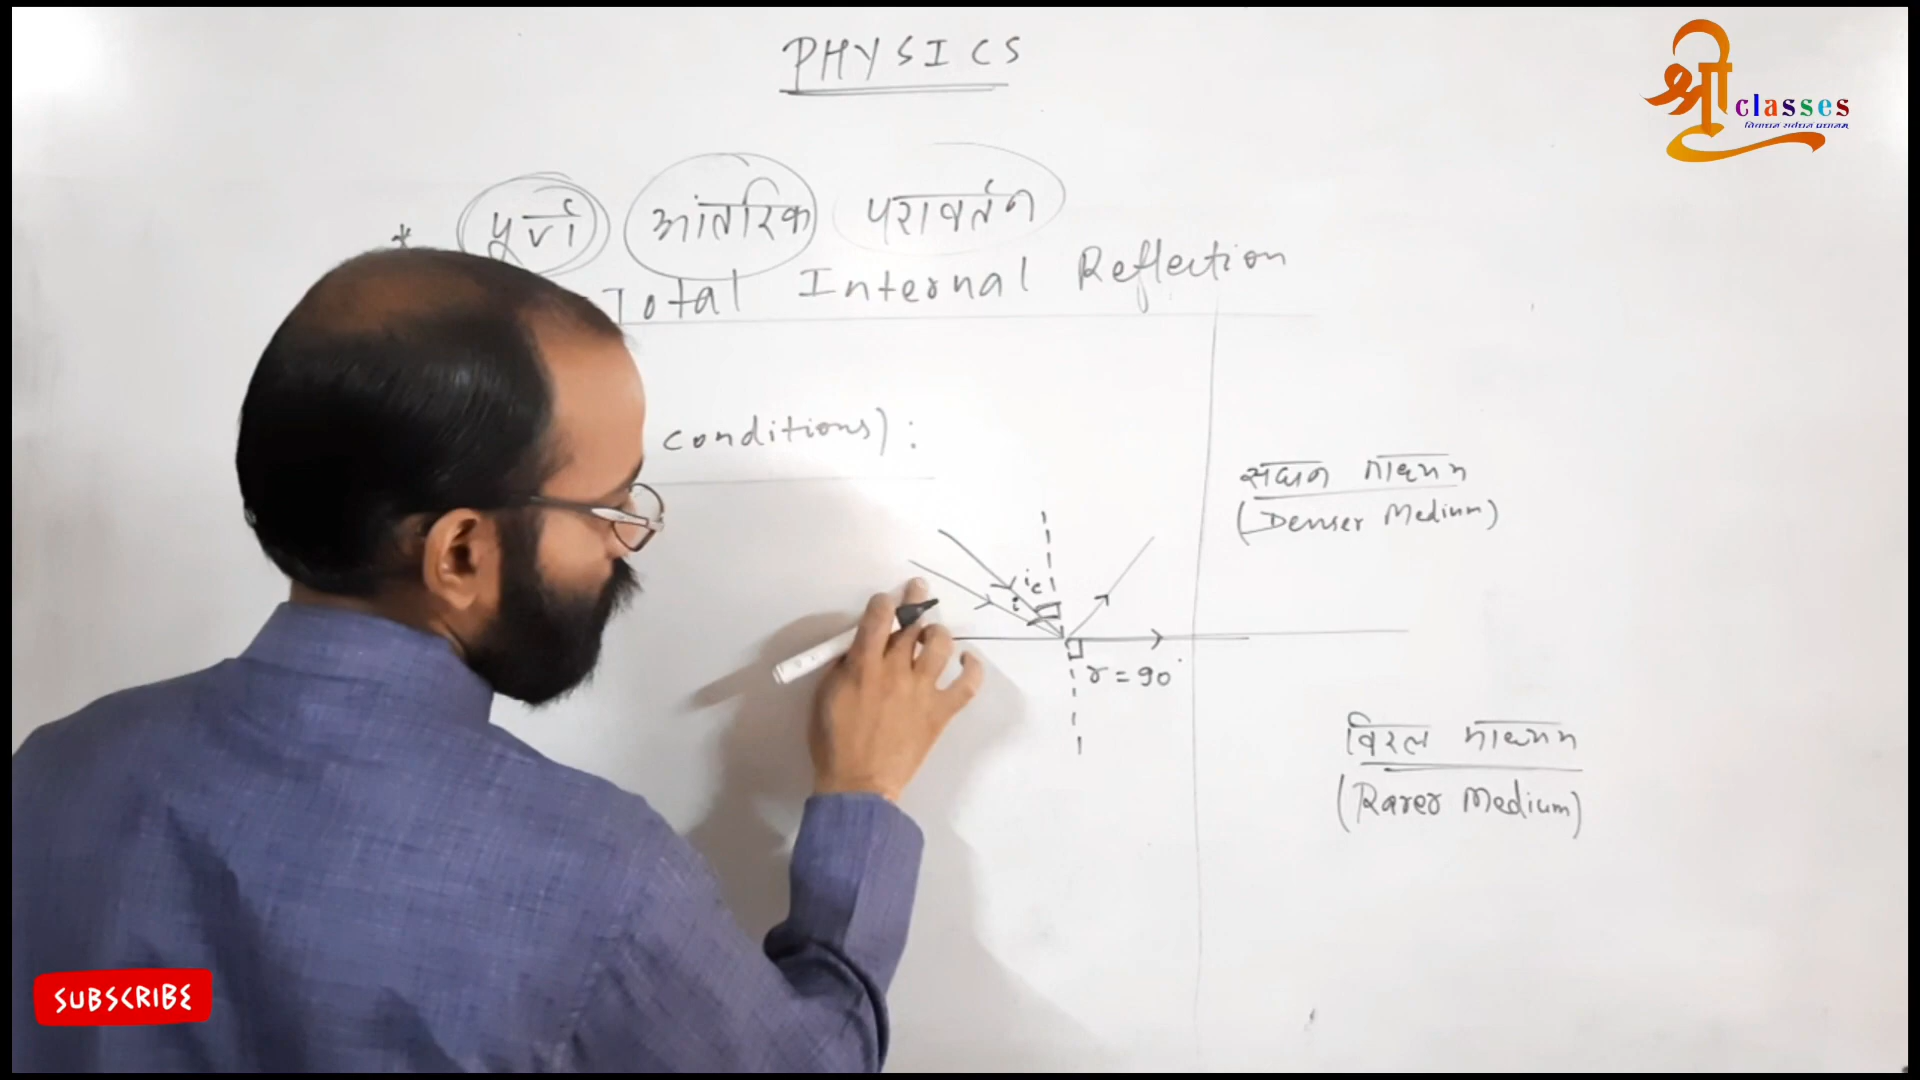 PHYSICS
श्री classes
* पूर्ण आंतरिक परावर्तन
Total Internal Reflection
conditions) :
सघन माध्यम
(Denser Medium)
ic
i
r = 90°
विरल माध्यम
(Rarer Medium)
SUBSCRIBE